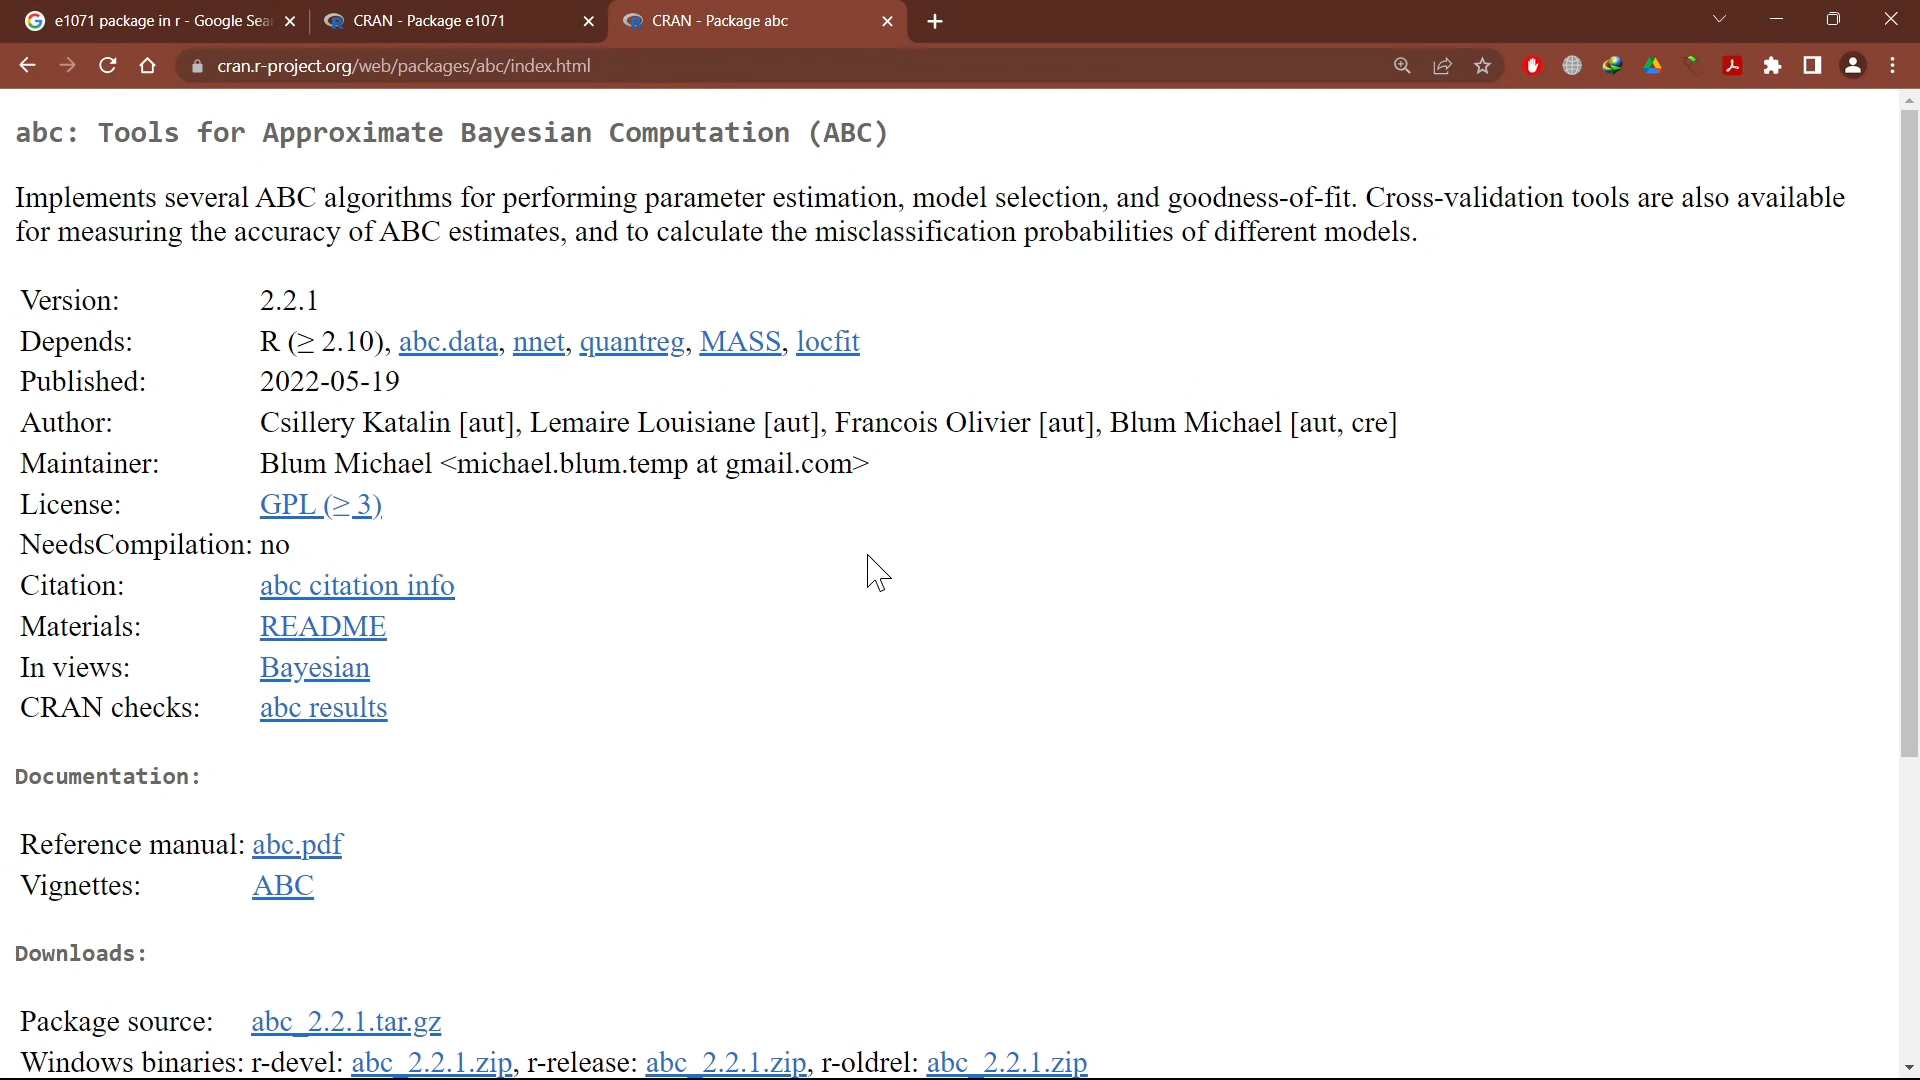 e1071 package in r - Google Sea
CRAN - Package e1071
CRAN - Package abc
cran.r-project.org/web/packages/abc/index.html
abc: Tools for Approximate Bayesian Computation (ABC)
Implements several ABC algorithms for performing parameter estimation, model selection, and goodness-of-fit. Cross-validation tools are also available
for measuring the accuracy of ABC estimates, and to calculate the misclassification probabilities of different models.
Version: 2.2.1
Depends: R (≥ 2.10), abc.data, nnet, quantreg, MASS, locfit
Published: 2022-05-19
Author: Csillery Katalin [aut], Lemaire Louisiane [aut], Francois Olivier [aut], Blum Michael [aut, cre]
Maintainer: Blum Michael <michael.blum.temp at gmail.com>
License: GPL (≥ 3)
NeedsCompilation: no
Citation: abc citation info
Materials: README
In views: Bayesian
CRAN checks: abc results
Documentation:
Reference manual: abc.pdf
Vignettes: ABC
Downloads:
Package source: abc_2.2.1.tar.gz
Windows binaries: r-devel: abc_2.2.1.zip, r-release: abc_2.2.1.zip, r-oldrel: abc_2.2.1.zip